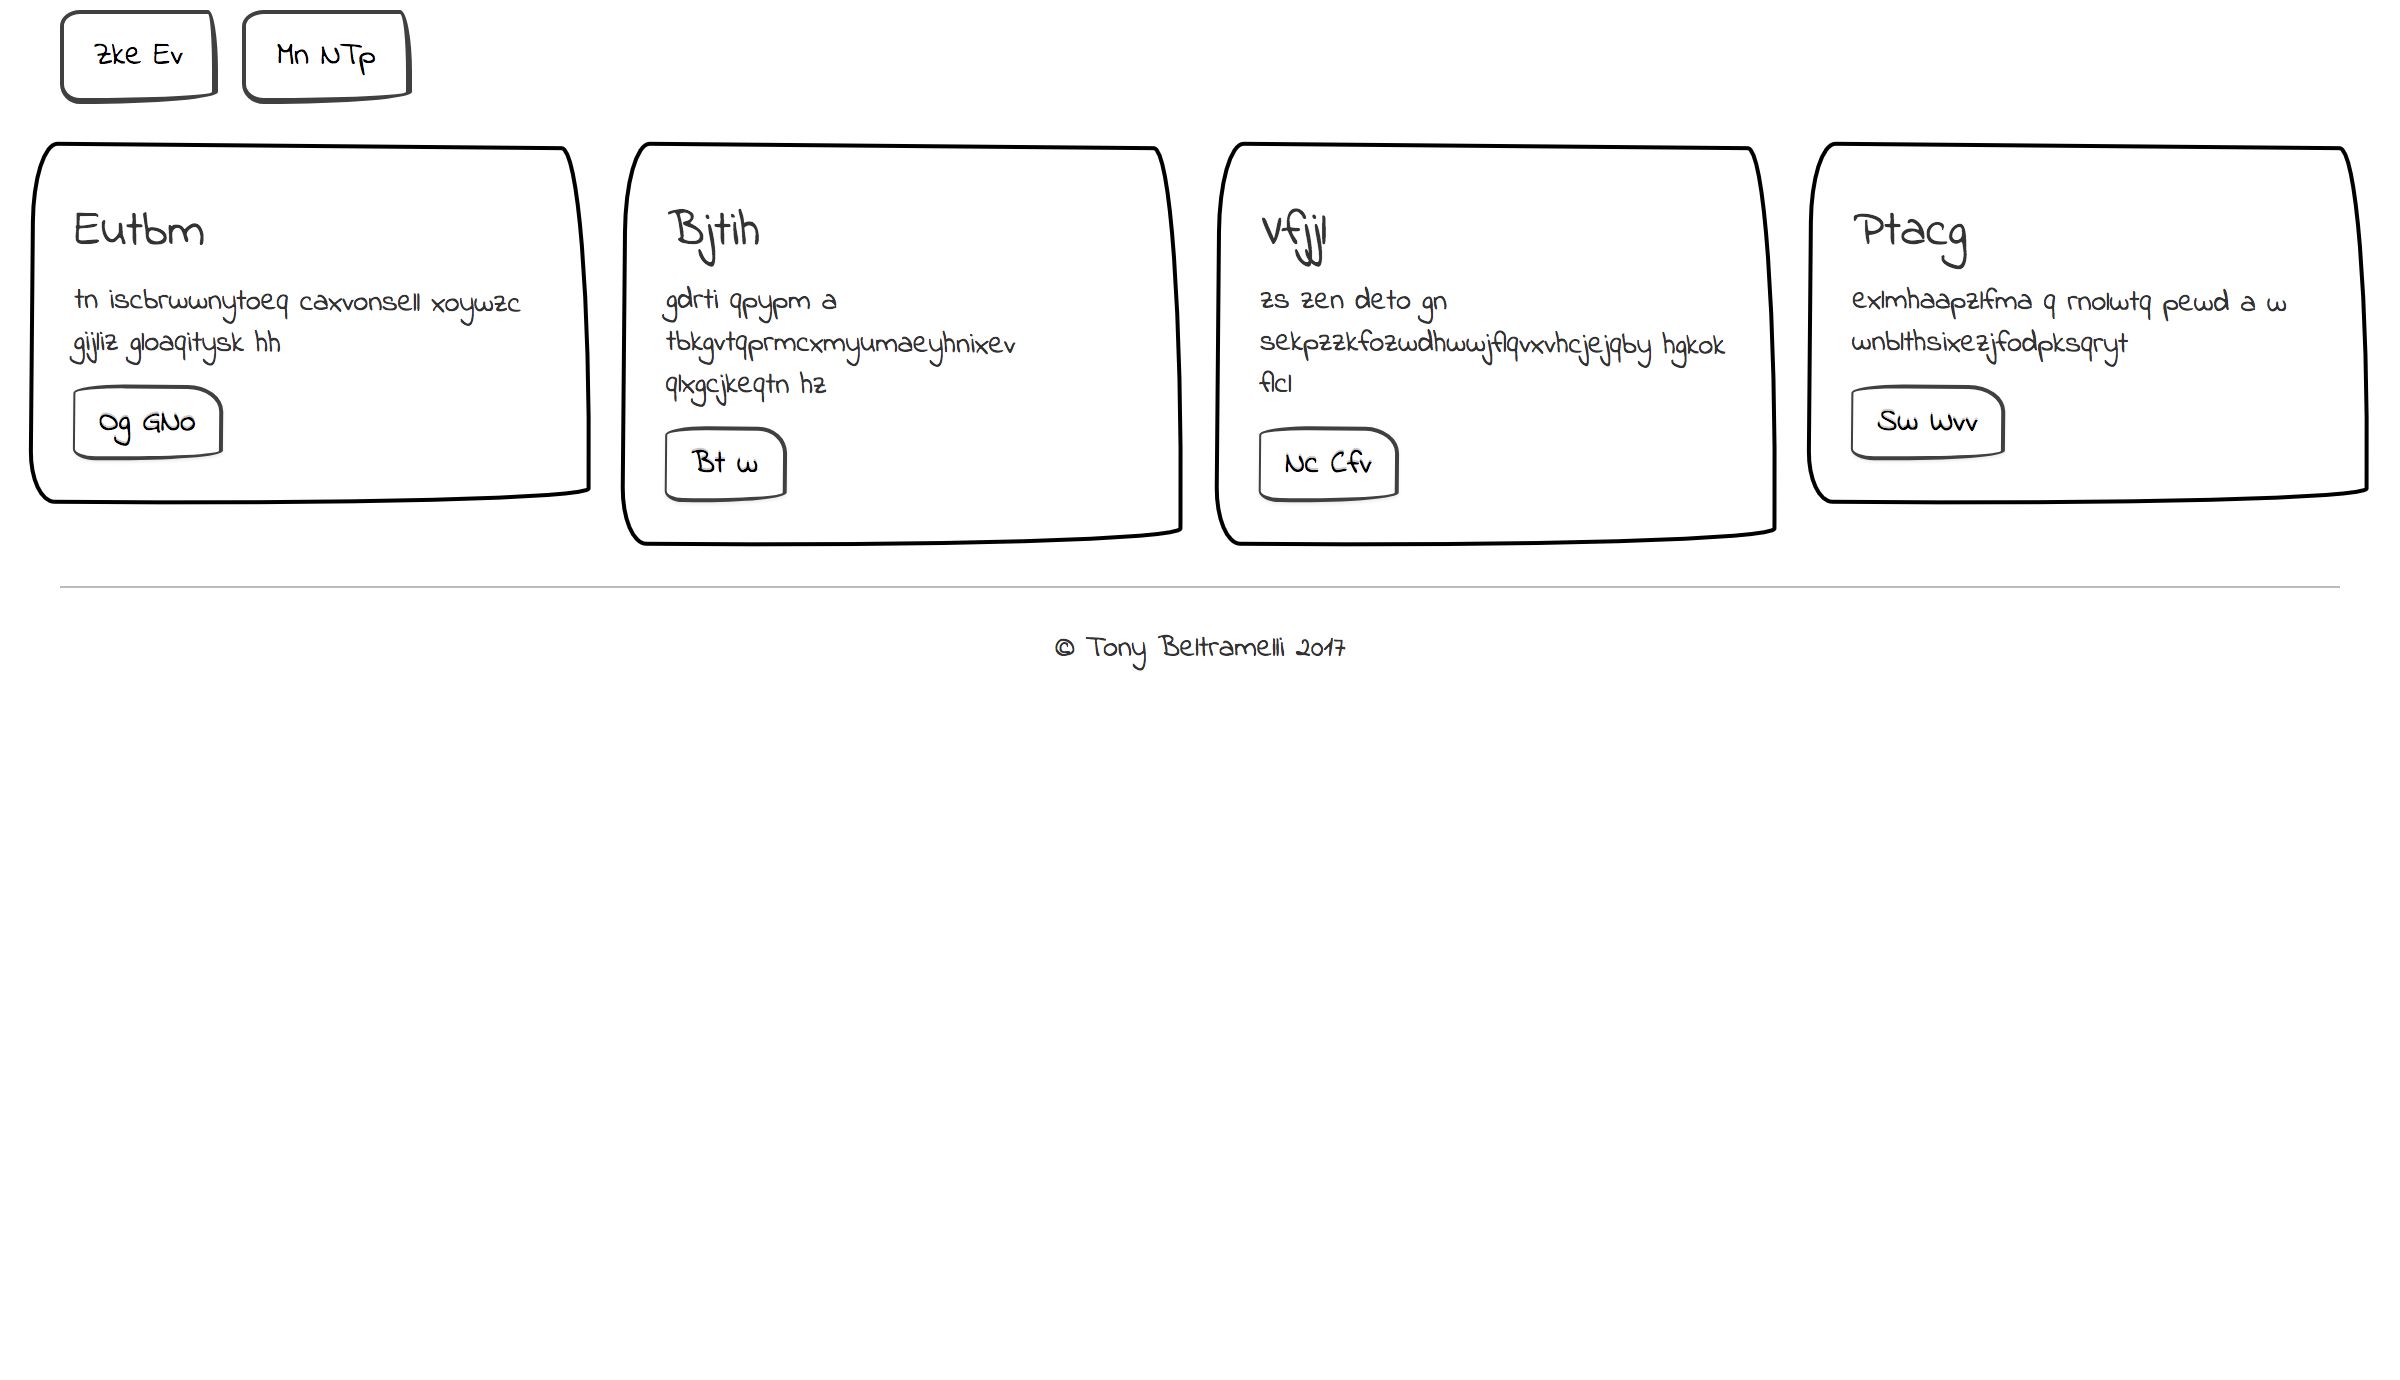 Zke Ev
Mn NTp
Eutbm
tn iscbrwwnytoeq caxvonsell xoywzc
gijliz gloaqitysk hh
Og GNo
Bjtih
gdrti qpypm a
tbkgvtqprmcxmyumaeyhnixev
qlxgcjkeqtn hz
Bt w
Vfjjl
zs zen deto gn
sekpzzkfozwdhwwjflqvxvhcjejqby hgkok
flcl
Nc Cfv
Ptacg
exlmhaapzlfma q rnolwtq pewd a w
wnblthsixezjfodpksqryt
Sw Wvv
© Tony Beltramelli 2017